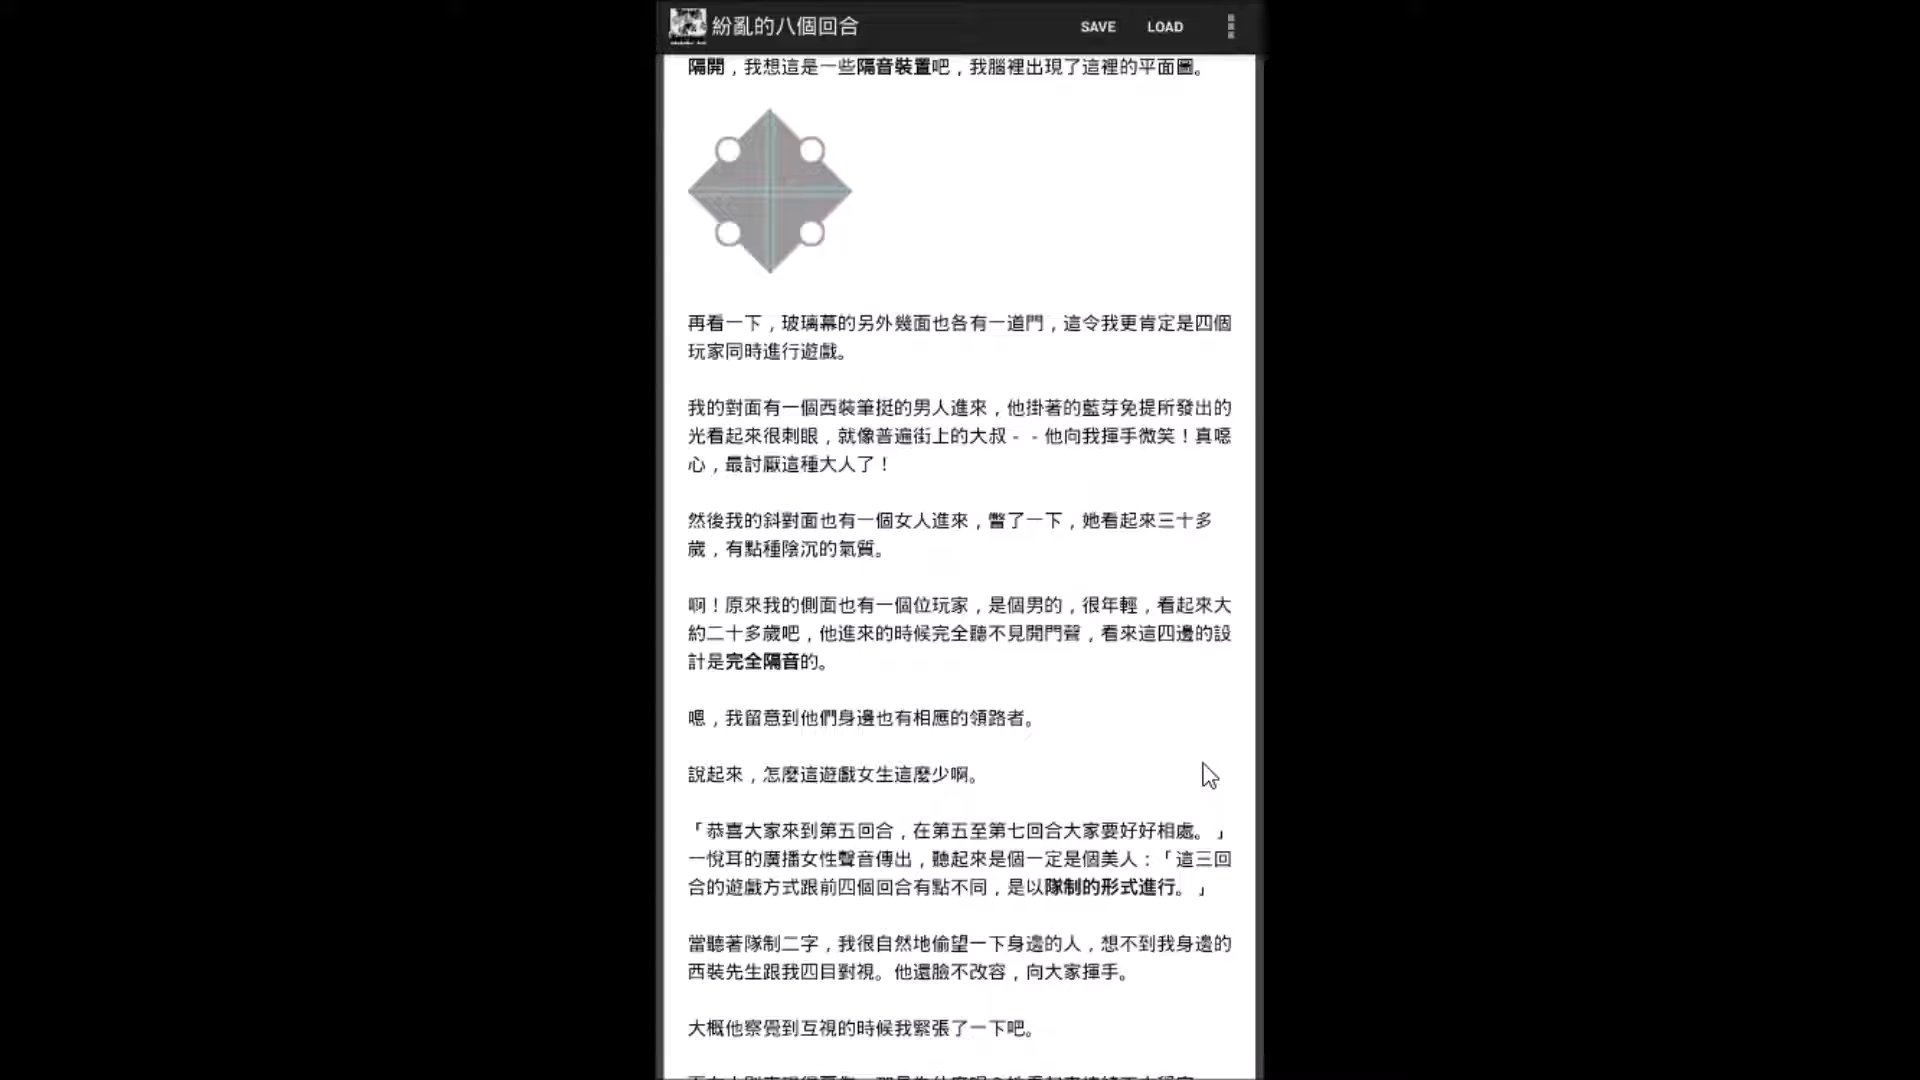 紛亂的八個回合
SAVE
LOAD
隔開，我想這是一些隔音裝置吧，我腦裡出現了這裡的平面圖。
再看一下，玻璃幕的另外幾面也各有一道門，這令我更肯定是四個
玩家同時進行遊戲。
我的對面有一個西裝筆挺的男人進來，他掛著的藍芽免提所發出的
光看起來很刺眼，就像普遍街上的大叔- -他向我揮手微笑！真噁
心，最討厭這種大人了！
然後我的斜對面也有一個女人進來，瞥了一下，她看起來三十多
歲，有點種陰沉的氣質。
啊！原來我的側面也有一個位玩家，是個男的，很年輕，看起來大
約二十多歲吧，他進來的時候完全聽不見開門聲，看來這四邊的設
計是完全隔音的。
嗯，我留意到他們身邊也有相應的領路者。
說起來，怎麼這遊戲女生這麼少啊。
「恭喜大家來到第五回合，在第五至第七回合大家要好好相處。」
一悅耳的廣播女性聲音傳出，聽起來是個一定是個美人：「這三回
合的遊戲方式跟前四個回合有點不同，是以隊制的形式進行。」
當聽著隊制二字，我很自然地偷望一下身邊的人，想不到我身邊的
西裝先生跟我四目對視。他還臉不改容，向大家揮手。
大概他察覺到互視的時候我緊張了一下吧。